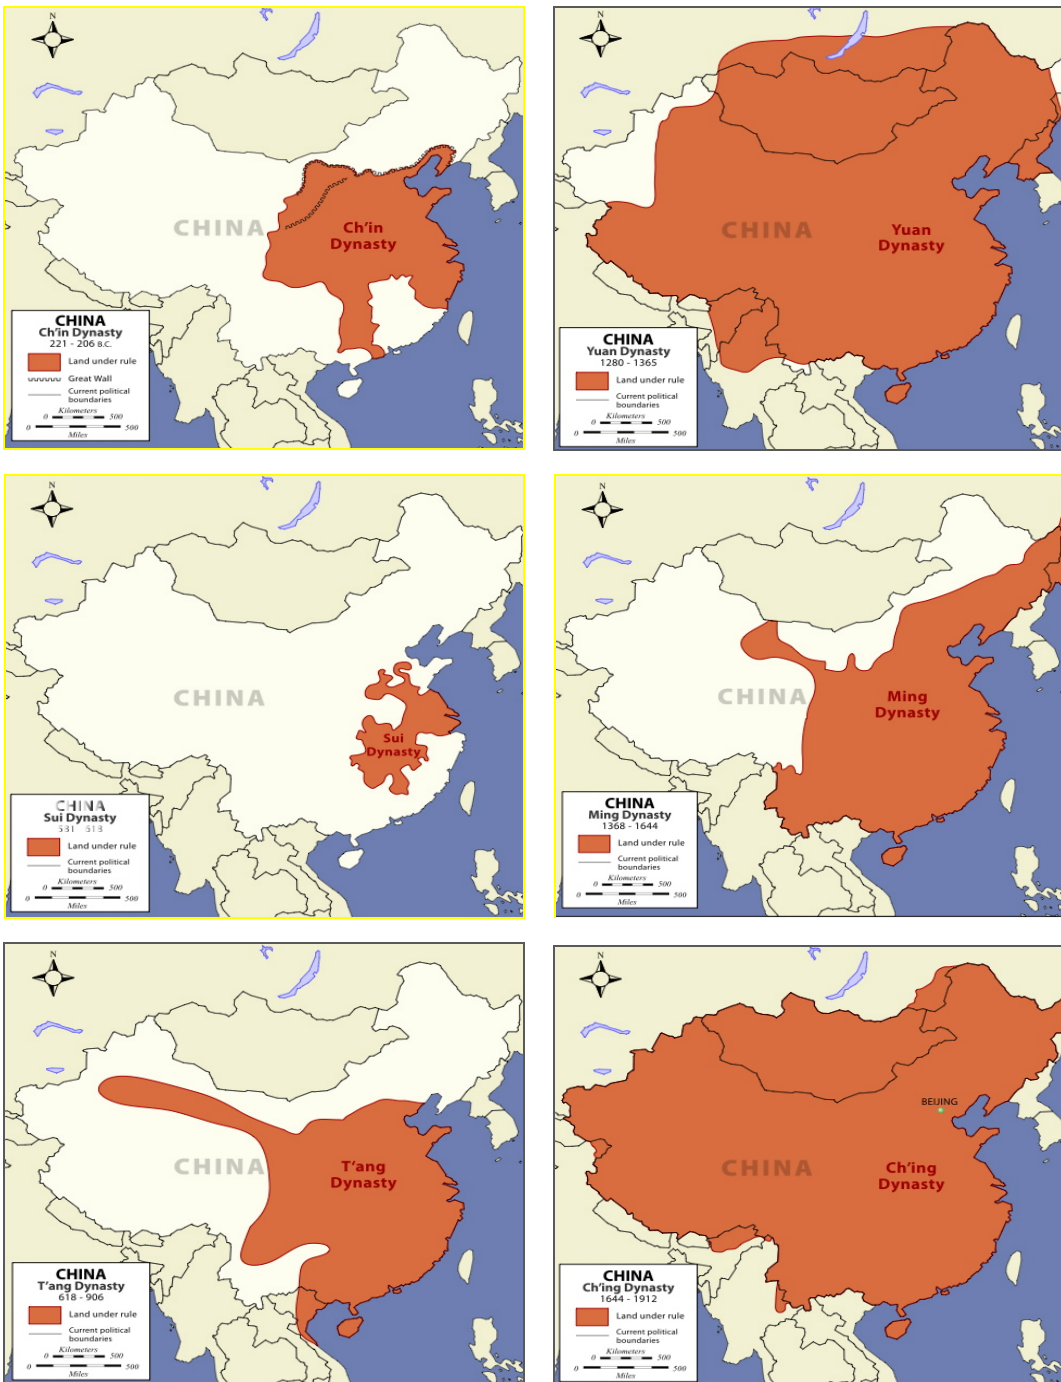 N
CHINA
Ch'in
Dynasty
CHINA
Ch'in Dynasty
221 - 206 B.C.
Land under rule
Great Wall
Current political
boundaries
Kilometers
0 500
0 500
Miles
N
CHINA
Yuan
Dynasty
CHINA
Yuan Dynasty
1280 - 1365
Land under rule
Current political
boundaries
Kilometers
0 500
0 500
Miles
N
CHINA
Sui
Dynasty
CHINA
Sui Dynasty
Land under rule
Current political
boundaries
Kilometers
0 500
0 500
Miles
N
CHINA
Ming
Dynasty
CHINA
Ming Dynasty
1368 - 1644
Land under rule
Current political
boundaries
Kilometers
0 500
0 500
Miles
N
CHINA
T'ang
Dynasty
CHINA
T'ang Dynasty
618 - 906
Land under rule
Current political
boundaries
Kilometers
0 500
0 500
Miles
N
BEIJING
CHINA
Ch'ing
Dynasty
CHINA
Ch'ing Dynasty
1644 - 1912
Land under rule
Current political
boundaries
Kilometers
0 500
0 500
Miles